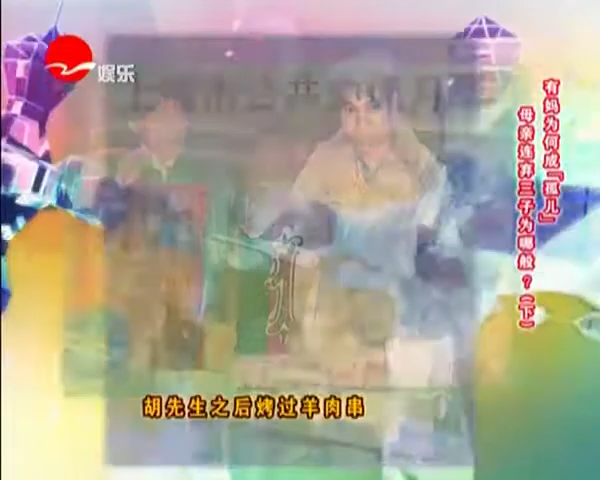 娱乐
有妈为何成「孤儿」
母亲连弃三子为哪般？(下)
胡先生之后烤过羊肉串